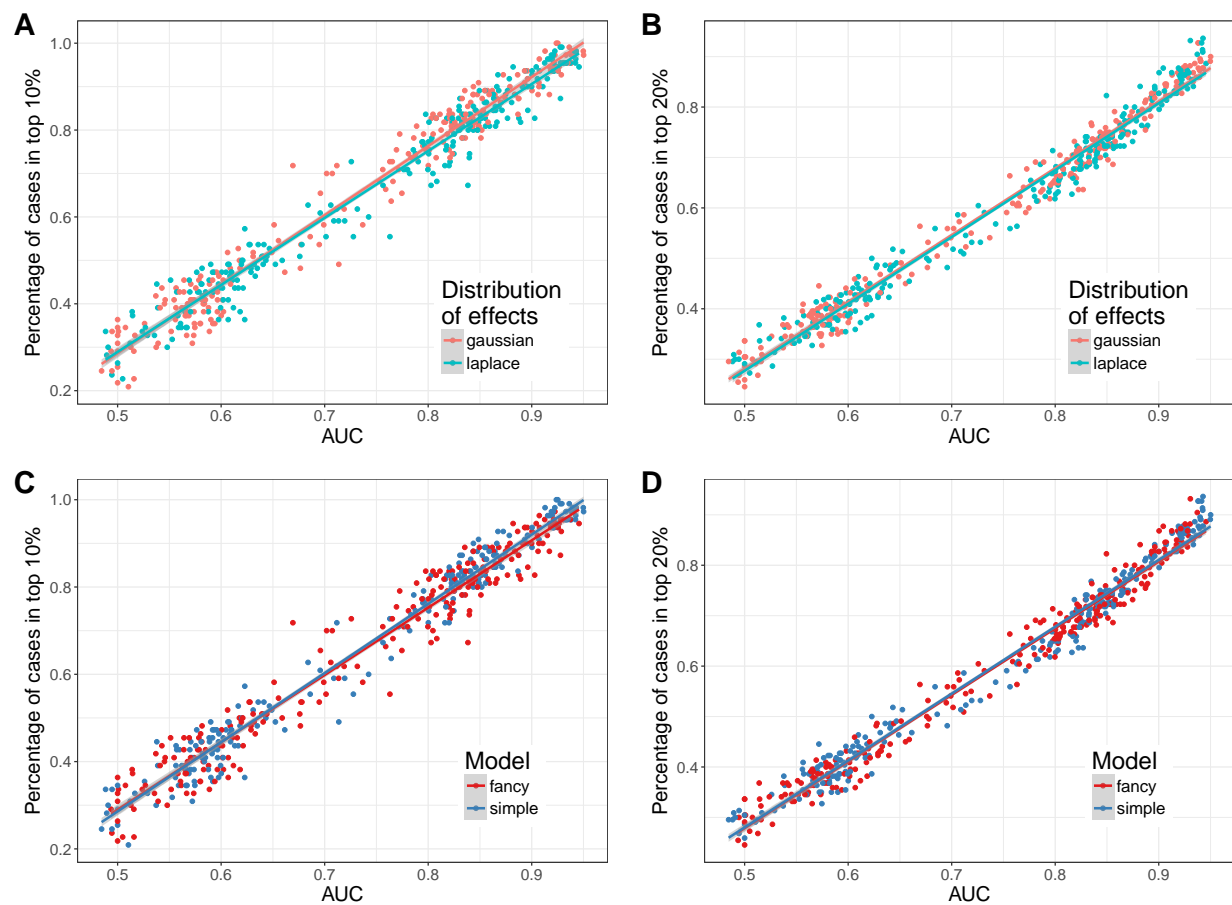 A
Percentage of cases in top 10%
1.0
0.8
0.6
0.4
0.2
0.5 0.6 0.7 0.8 0.9
AUC
Distribution
of effects
gaussian
laplace
B
Percentage of cases in top 20%
0.8
0.6
0.4
0.5 0.6 0.7 0.8 0.9
AUC
Distribution
of effects
gaussian
laplace
C
Percentage of cases in top 10%
1.0
0.8
0.6
0.4
0.2
0.5 0.6 0.7 0.8 0.9
AUC
Model
fancy
simple
D
Percentage of cases in top 20%
0.8
0.6
0.4
0.5 0.6 0.7 0.8 0.9
AUC
Model
fancy
simple